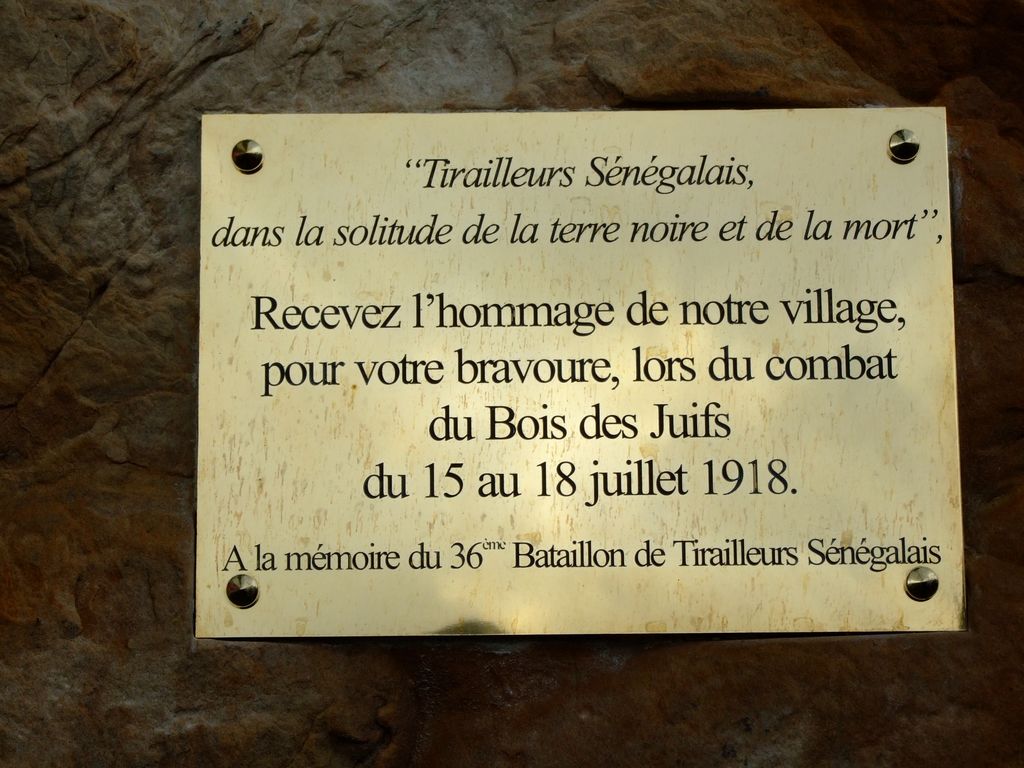 “Tirailleurs Sénégalais,
dans la solitude de la terre noire et de la mort”,
Recevez l’hommage de notre village,
pour votre bravoure, lors du combat
du Bois des Juifs
du 15 au 18 juillet 1918.
A la mémoire du 36ème Bataillon de Tirailleurs Sénégalais